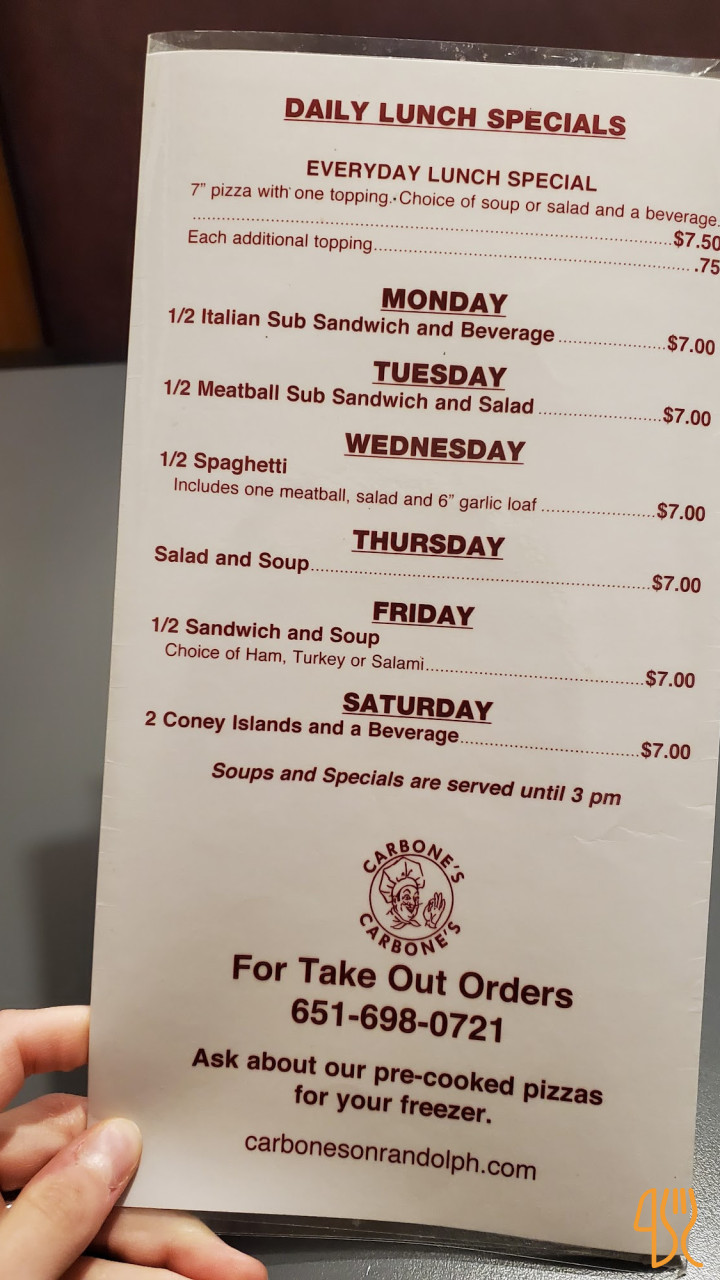 DAILY LUNCH SPECIALS
EVERYDAY LUNCH SPECIAL
7" pizza with one topping. Choice of soup or salad and a beverage.
$7.50
Each additional topping .75
MONDAY
1/2 Italian Sub Sandwich and Beverage $7.00
TUESDAY
1/2 Meatball Sub Sandwich and Salad $7.00
WEDNESDAY
1/2 Spaghetti
Includes one meatball, salad and 6" garlic loaf $7.00
THURSDAY
Salad and Soup $7.00
FRIDAY
1/2 Sandwich and Soup
Choice of Ham, Turkey or Salami $7.00
SATURDAY
2 Coney Islands and a Beverage $7.00
Soups and Specials are served until 3 pm
CARBONE'S
CARBONE'S
For Take Out Orders
651-698-0721
Ask about our pre-cooked pizzas
for your freezer.
carbonesonrandolph.com